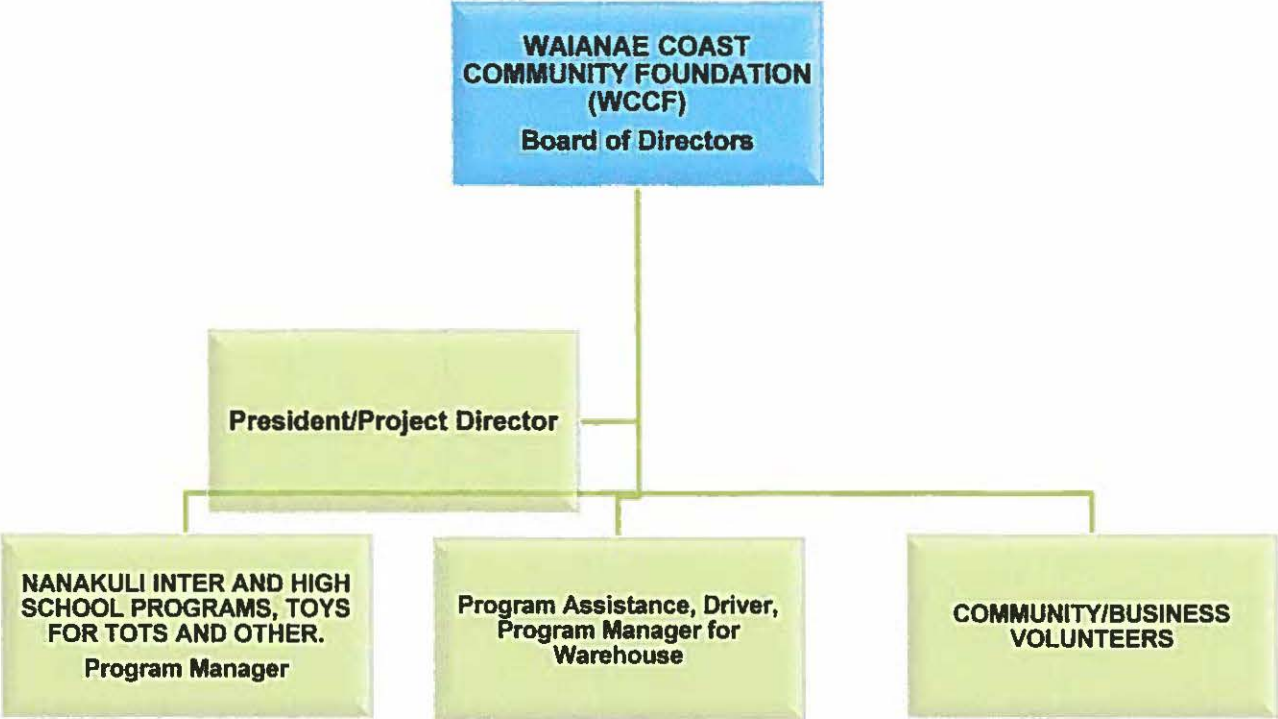 WAIANAE COAST
COMMUNITY FOUNDATION
(WCCF)
Board of Directors
President/Project Director
NANAKULI INTER AND HIGH
SCHOOL PROGRAMS, TOYS
FOR TOTS AND OTHER.
Program Manager
Program Assistance, Driver,
Program Manager for
Warehouse
COMMUNITY/BUSINESS
VOLUNTEERS